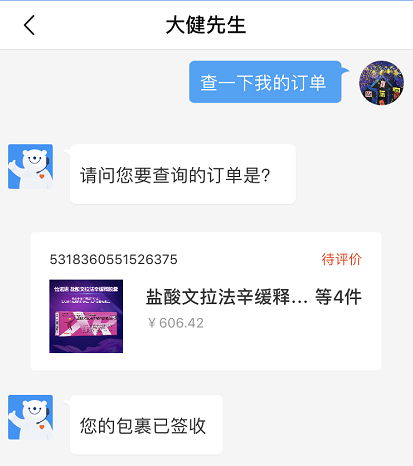 大健先生
查一下我的订单
请问您要查询的订单是?
5318360551526375
待评价
盐酸文拉法辛缓释... 等4件
￥606.42
您的包裹已签收